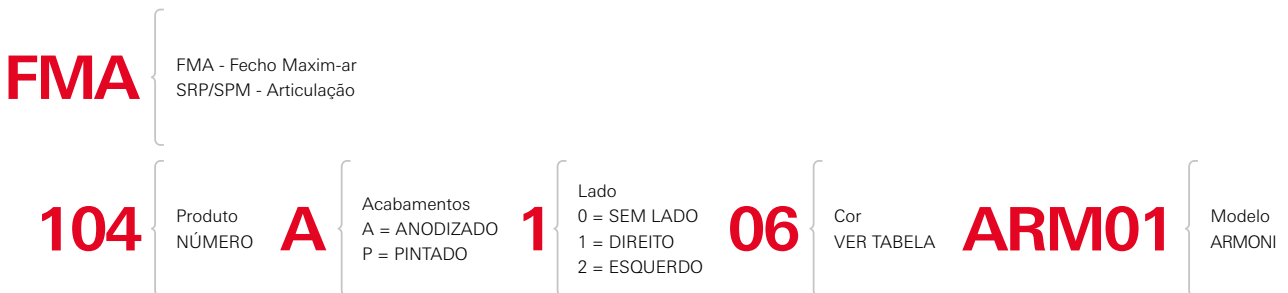 FMA
FMA - Fecho Maxim-ar
SRP/SPM - Articulação
104
Produto
NÚMERO
A
Acabamentos
A = ANODIZADO
P = PINTADO
1
Lado
0 = SEM LADO
1 = DIREITO
2 = ESQUERDO
06
Cor
VER TABELA
ARM01
Modelo
ARMONI